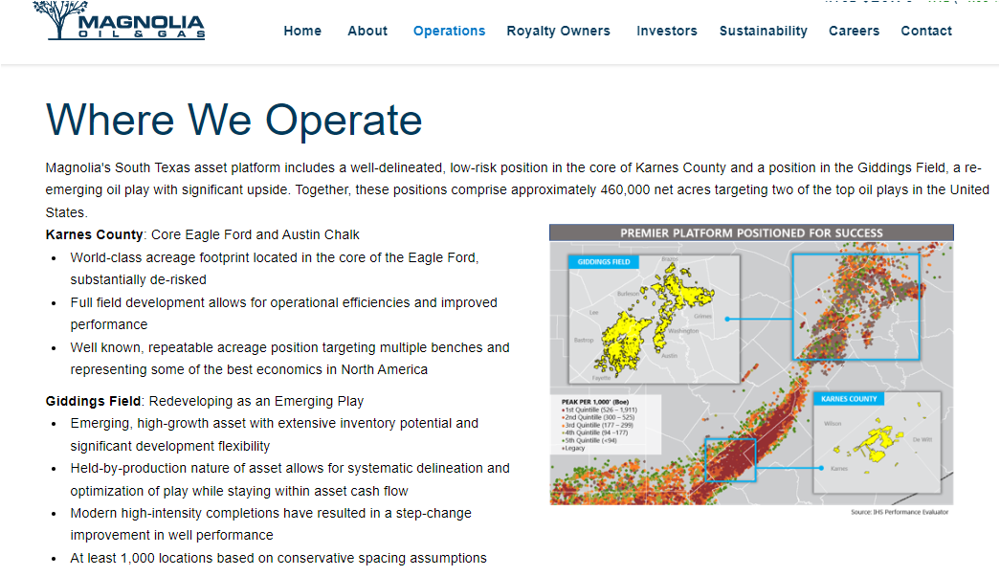 MAGNOLIA
OIL & GAS
Home About Operations Royalty Owners Investors Sustainability Careers Contact
Where We Operate
Magnolia's South Texas asset platform includes a well-delineated, low-risk position in the core of Karnes County and a position in the Giddings Field, a re-
emerging oil play with significant upside. Together, these positions comprise approximately 460,000 net acres targeting two of the top oil plays in the United
States.
Karnes County: Core Eagle Ford and Austin Chalk
• World-class acreage footprint located in the core of the Eagle Ford,
substantially de-risked
• Full field development allows for operational efficiencies and improved
performance
• Well known, repeatable acreage position targeting multiple benches and
representing some of the best economics in North America
Giddings Field: Redeveloping as an Emerging Play
• Emerging, high-growth asset with extensive inventory potential and
significant development flexibility
• Held-by-production nature of asset allows for systematic delineation and
optimization of play while staying within asset cash flow
• Modern high-intensity completions have resulted in a step-change
improvement in well performance
• At least 1,000 locations based on conservative spacing assumptions
PREMIER PLATFORM POSITIONED FOR SUCCESS
GIDDINGS FIELD
Brazos
Burleson
Lee
Grimes
Washington
Bastrop
Austin
Fayette
PEAK PER 1,000' (Boe)
1st Quintille (526 – 1,911)
2nd Quintille (300 – 525)
3rd Quintille (177 – 299)
4th Quintille (94 –177)
5th Quintille (<94)
Legacy
KARNES COUNTY
Wilson
De Witt
Karnes
Source: IHS Performance Evaluator